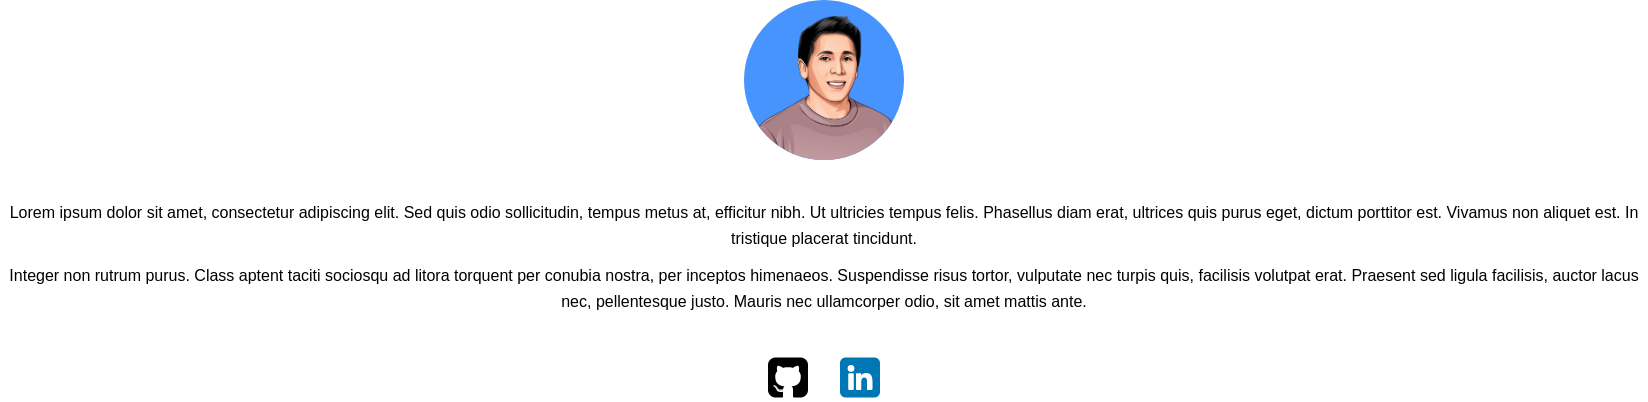 Lorem ipsum dolor sit amet, consectetur adipiscing elit. Sed quis odio sollicitudin, tempus metus at, efficitur nibh. Ut ultricies tempus felis. Phasellus diam erat, ultrices quis purus eget, dictum porttitor est. Vivamus non aliquet est. In
tristique placerat tincidunt.
Integer non rutrum purus. Class aptent taciti sociosqu ad litora torquent per conubia nostra, per inceptos himenaeos. Suspendisse risus tortor, vulputate nec turpis quis, facilisis volutpat erat. Praesent sed ligula facilisis, auctor lacus
nec, pellentesque justo. Mauris nec ullamcorper odio, sit amet mattis ante.
in